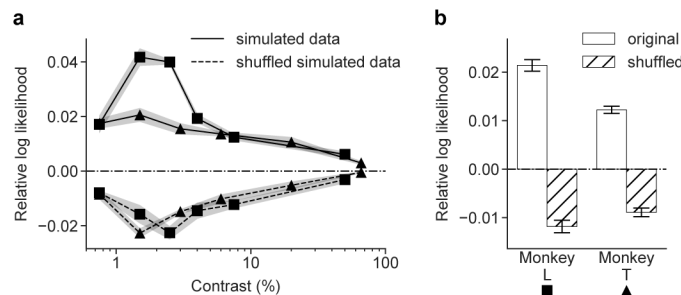 a
simulated data
shuffled simulated data
Relative log likelihood
0.04
0.02
0.00
−0.02
1
10
100
Contrast (%)
b
original
shuffled
Relative log likelihood
0.02
0.01
0.00
−0.01
Monkey
L
Monkey
T